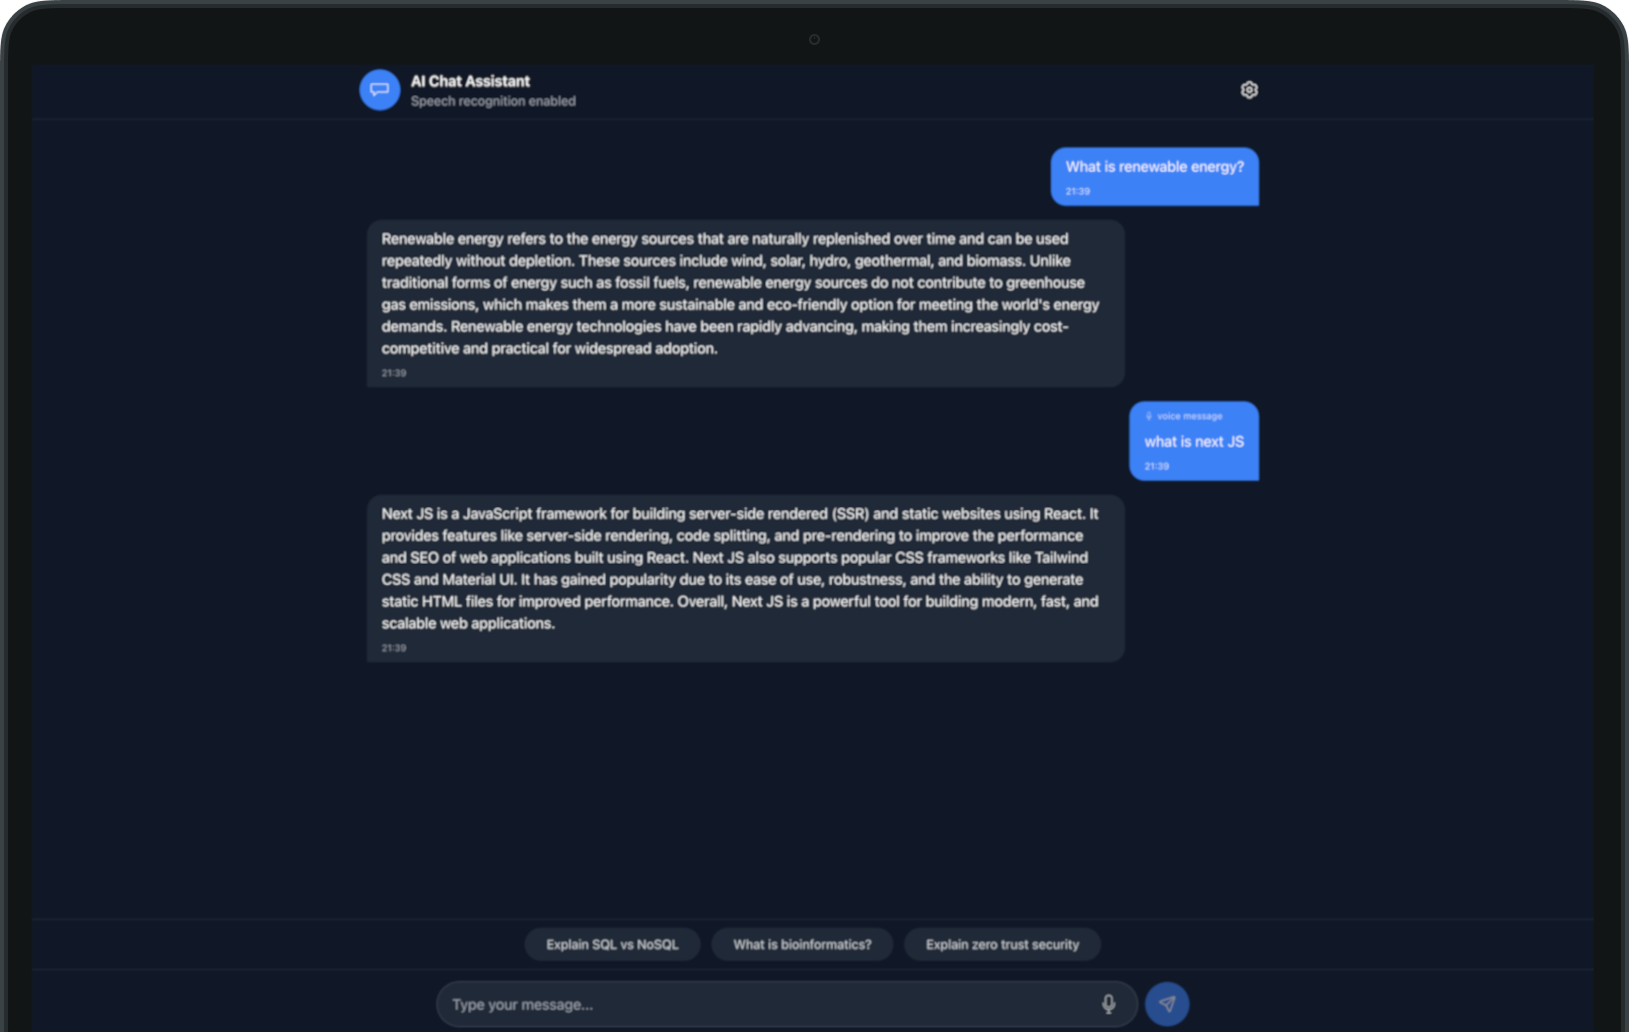 AI Chat Assistant
Speech recognition enabled
What is renewable energy?
21:39
Renewable energy refers to the energy sources that are naturally replenished over time and can be used
repeatedly without depletion. These sources include wind, solar, hydro, geothermal, and biomass. Unlike
traditional forms of energy such as fossil fuels, renewable energy sources do not contribute to greenhouse
gas emissions, which makes them a more sustainable and eco-friendly option for meeting the world's energy
demands. Renewable energy technologies have been rapidly advancing, making them increasingly cost-
competitive and practical for widespread adoption.
21:39
voice message
what is next JS
21:39
Next JS is a JavaScript framework for building server-side rendered (SSR) and static websites using React. It
provides features like server-side rendering, code splitting, and pre-rendering to improve the performance
and SEO of web applications built using React. Next JS also supports popular CSS frameworks like Tailwind
CSS and Material UI. It has gained popularity due to its ease of use, robustness, and the ability to generate
static HTML files for improved performance. Overall, Next JS is a powerful tool for building modern, fast, and
scalable web applications.
21:39
Explain SQL vs NoSQL
What is bioinformatics?
Explain zero trust security
Type your message...